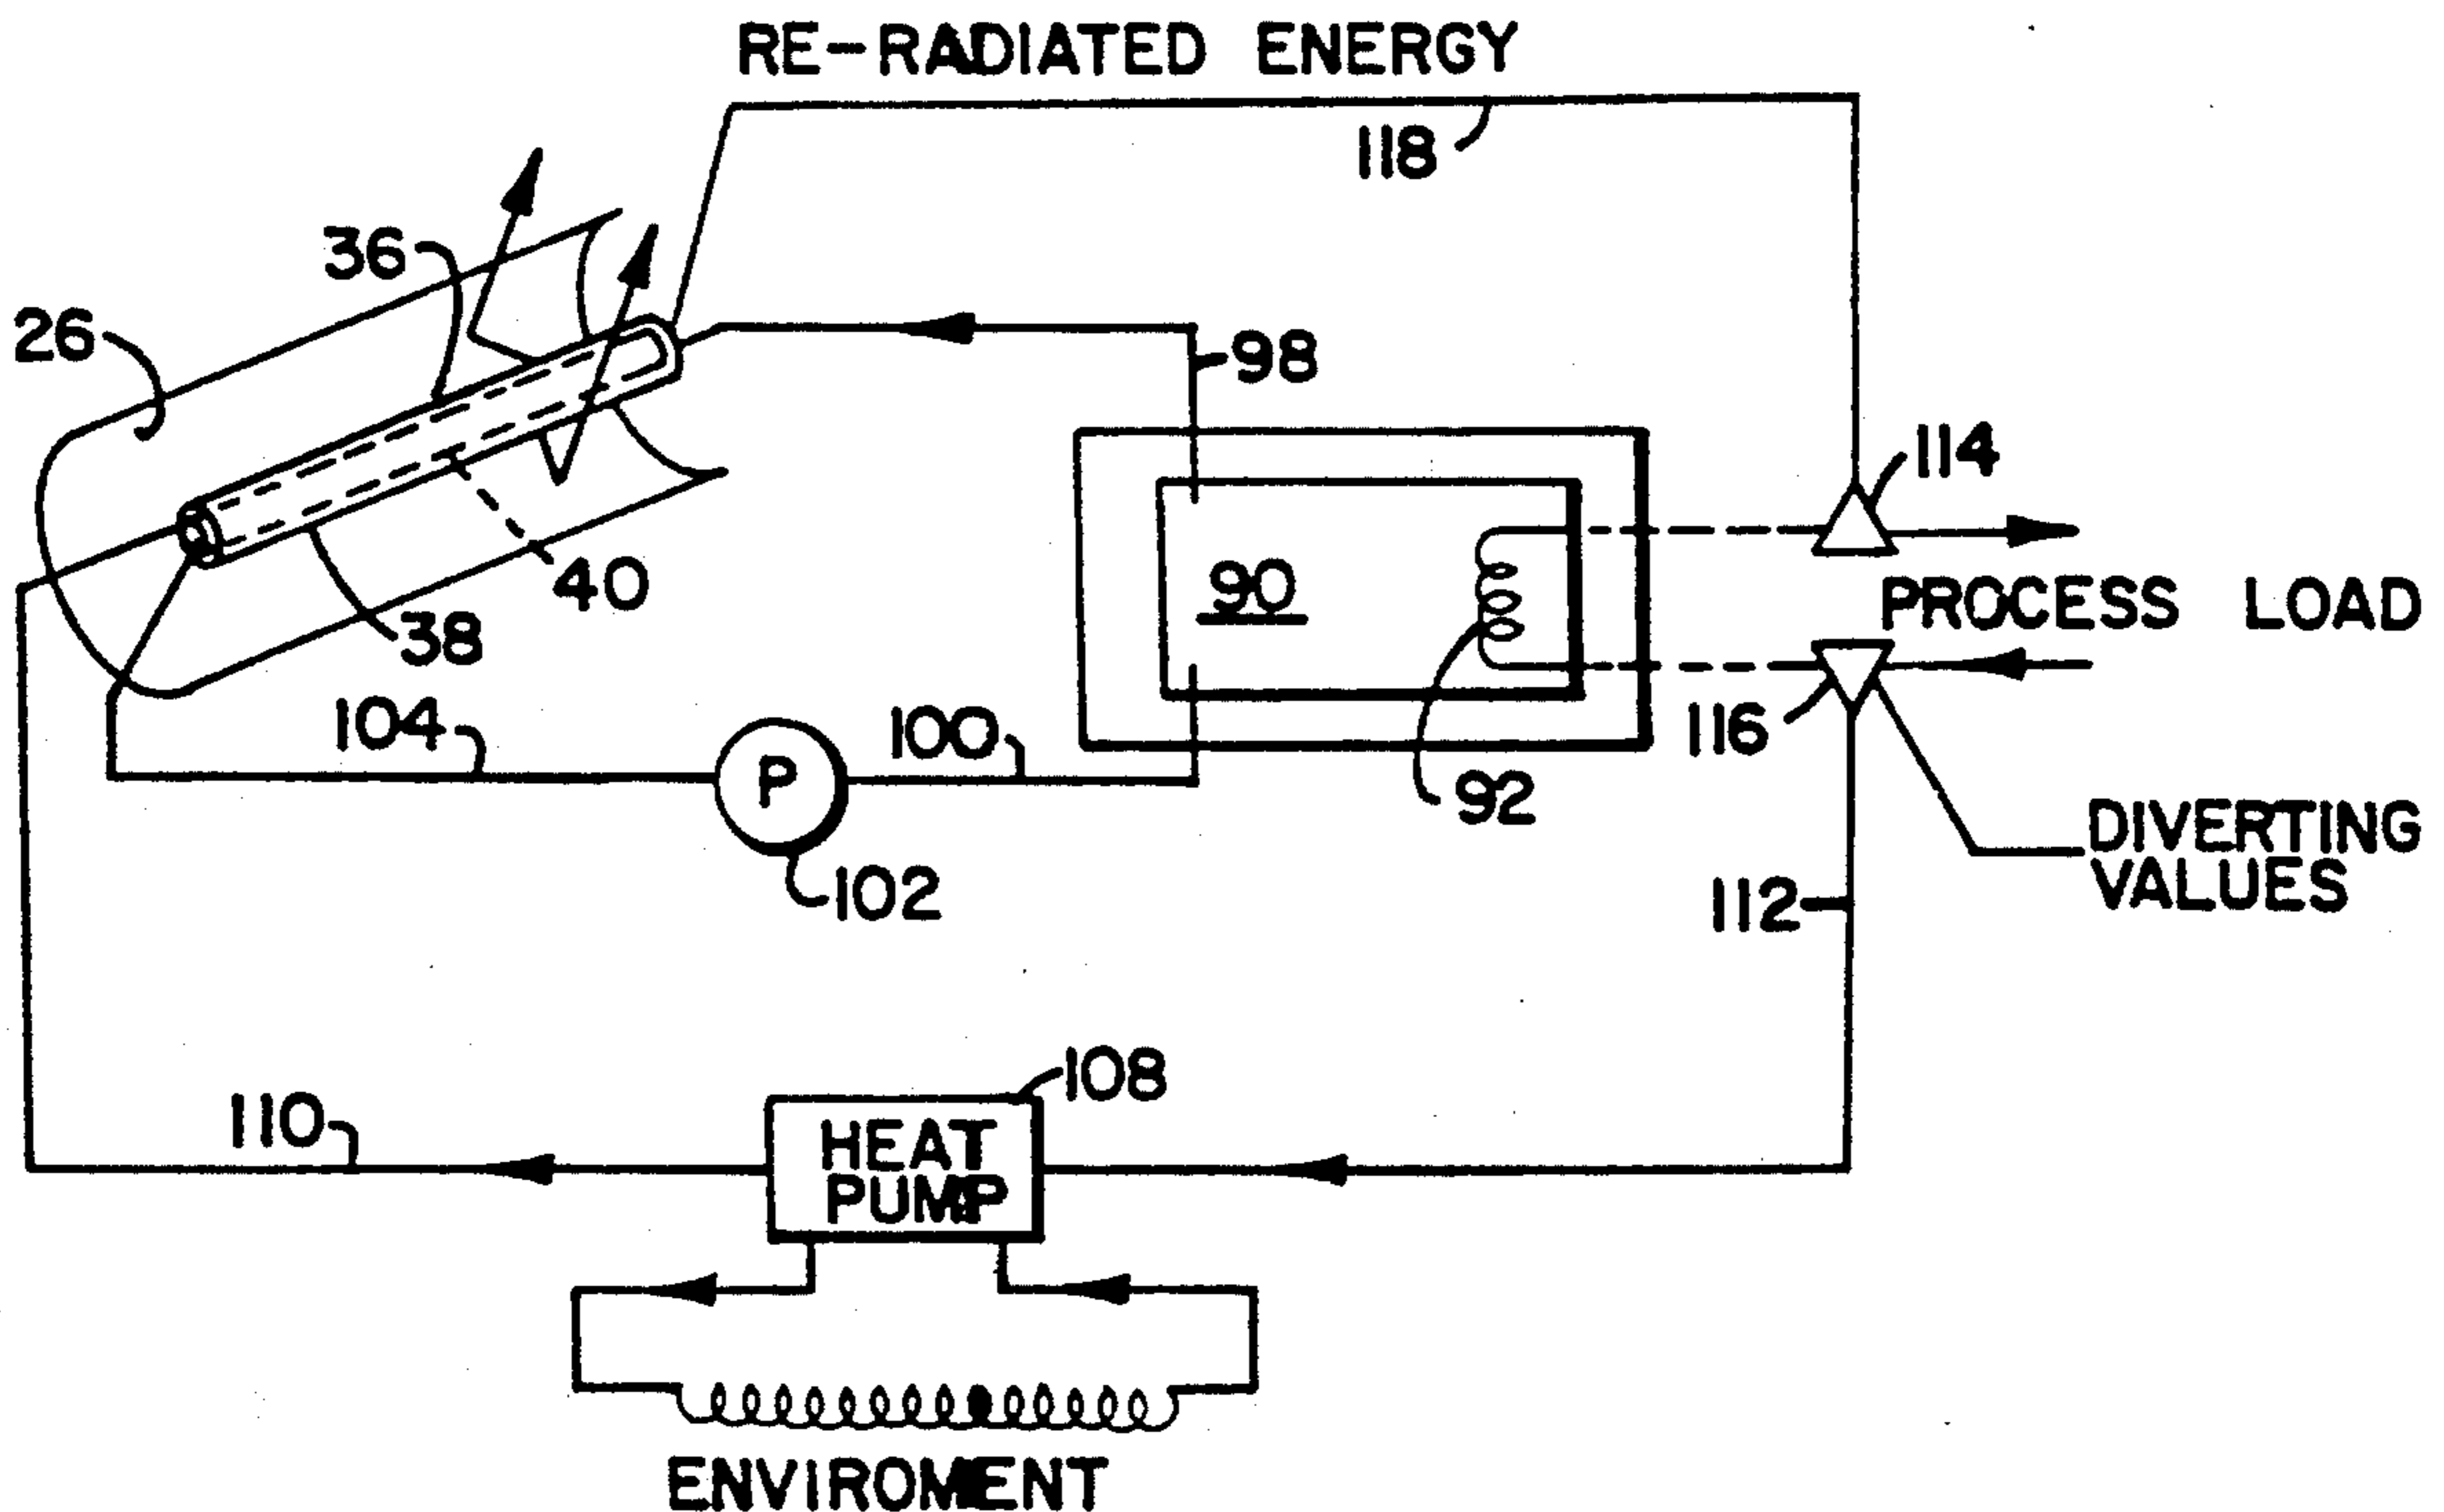 RE-RADIATED ENERGY
118
36
26
98
114
90
40
PROCESS LOAD
38
104
100
116
P
92
DIVERTING
VALUES
102
112
108
110
HEAT
PUMP
ENVIROMENT